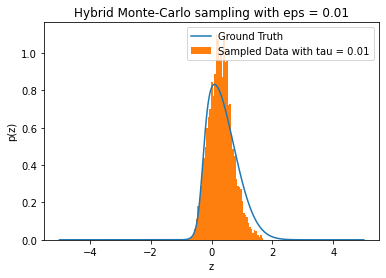 Hybrid Monte-Carlo sampling with eps = 0.01
Ground Truth
Sampled Data with tau = 0.01
p(z)
1.0
0.8
0.6
0.4
0.2
0.0
−4
−2
0
2
4
z